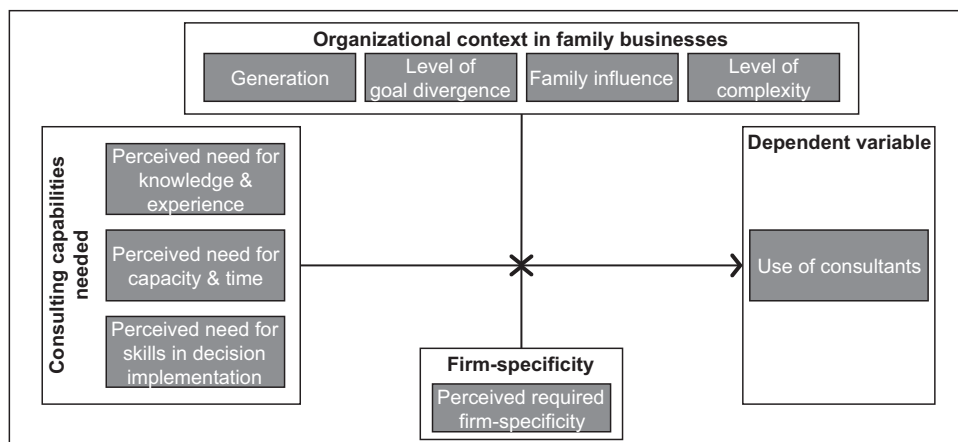 Organizational context in family businesses
Generation
Level of
goal divergence
Family influence
Level of
complexity
Consulting capabilities
needed
Perceived need for
knowledge &
experience
Perceived need for
capacity & time
Perceived need for
skills in decision
implementation
Dependent variable
Use of consultants
Firm-specificity
Perceived required
firm-specificity